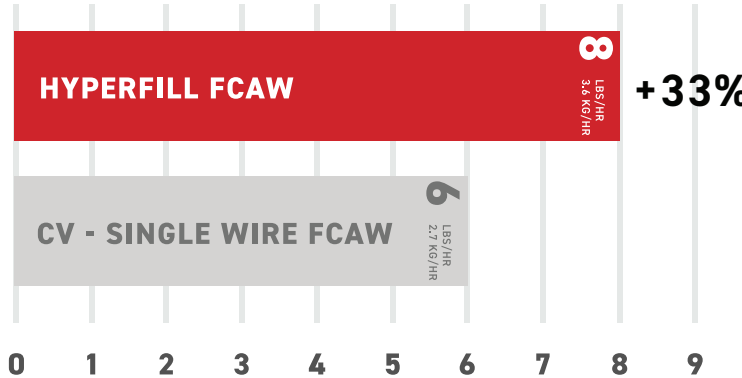 HYPERFILL FCAW
8
LBS/HR
3.6 KG/HR
+33%
CV - SINGLE WIRE FCAW
6
LBS/HR
2.7 KG/HR
0 1 2 3 4 5 6 7 8 9